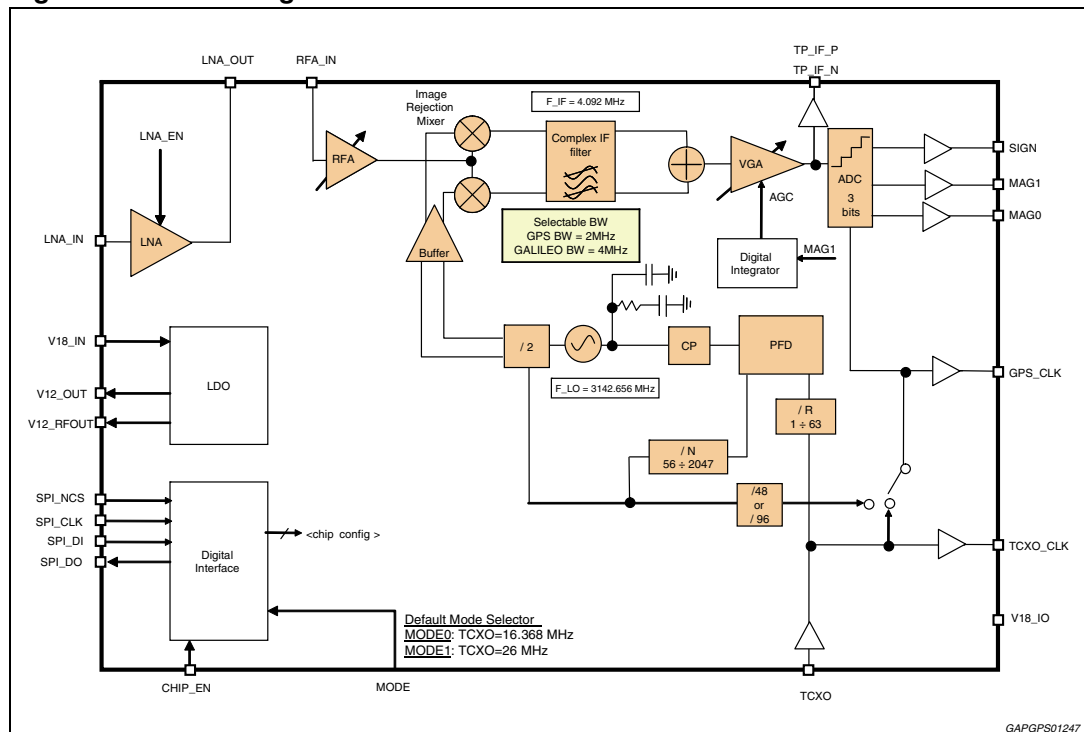 LNA_OUT
RFA_IN
TP_IF_P
TP_IF_N
Image
Rejection
Mixer
F_IF = 4.092 MHz
LNA_EN
RFA
Complex IF
filter
VGA
AGC
ADC
3
bits
SIGN
MAG1
MAG0
LNA_IN
LNA
Buffer
Selectable BW
GPS BW = 2MHz
GALILEO BW = 4MHz
Digital
Integrator
MAG1
V18_IN
V12_OUT
V12_RFOUT
LDO
/ 2
CP
PFD
F_LO = 3142.656 MHz
GPS_CLK
/ R
1 ÷ 63
/ N
56 ÷ 2047
/48
or
/ 96
SPI_NCS
SPI_CLK
SPI_DI
SPI_DO
Digital
Interface
<chip config >
TCXO_CLK
V18_IO
Default Mode Selector
MODE0: TCXO=16.368 MHz
MODE1: TCXO=26 MHz
CHIP_EN
MODE
TCXO
GAPGPS01247